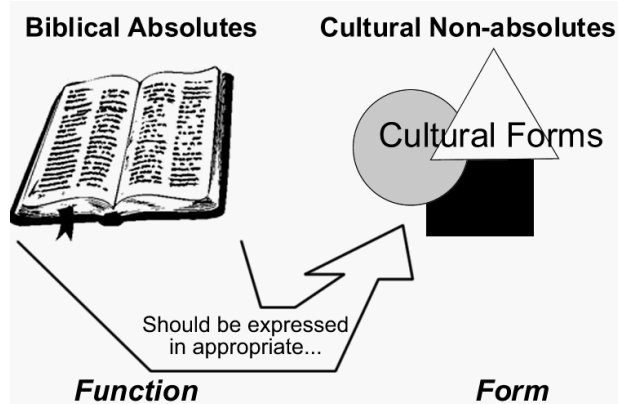 Biblical Absolutes
Cultural Non-absolutes
Cultural Forms
Should be expressed
in appropriate...
Function
Form